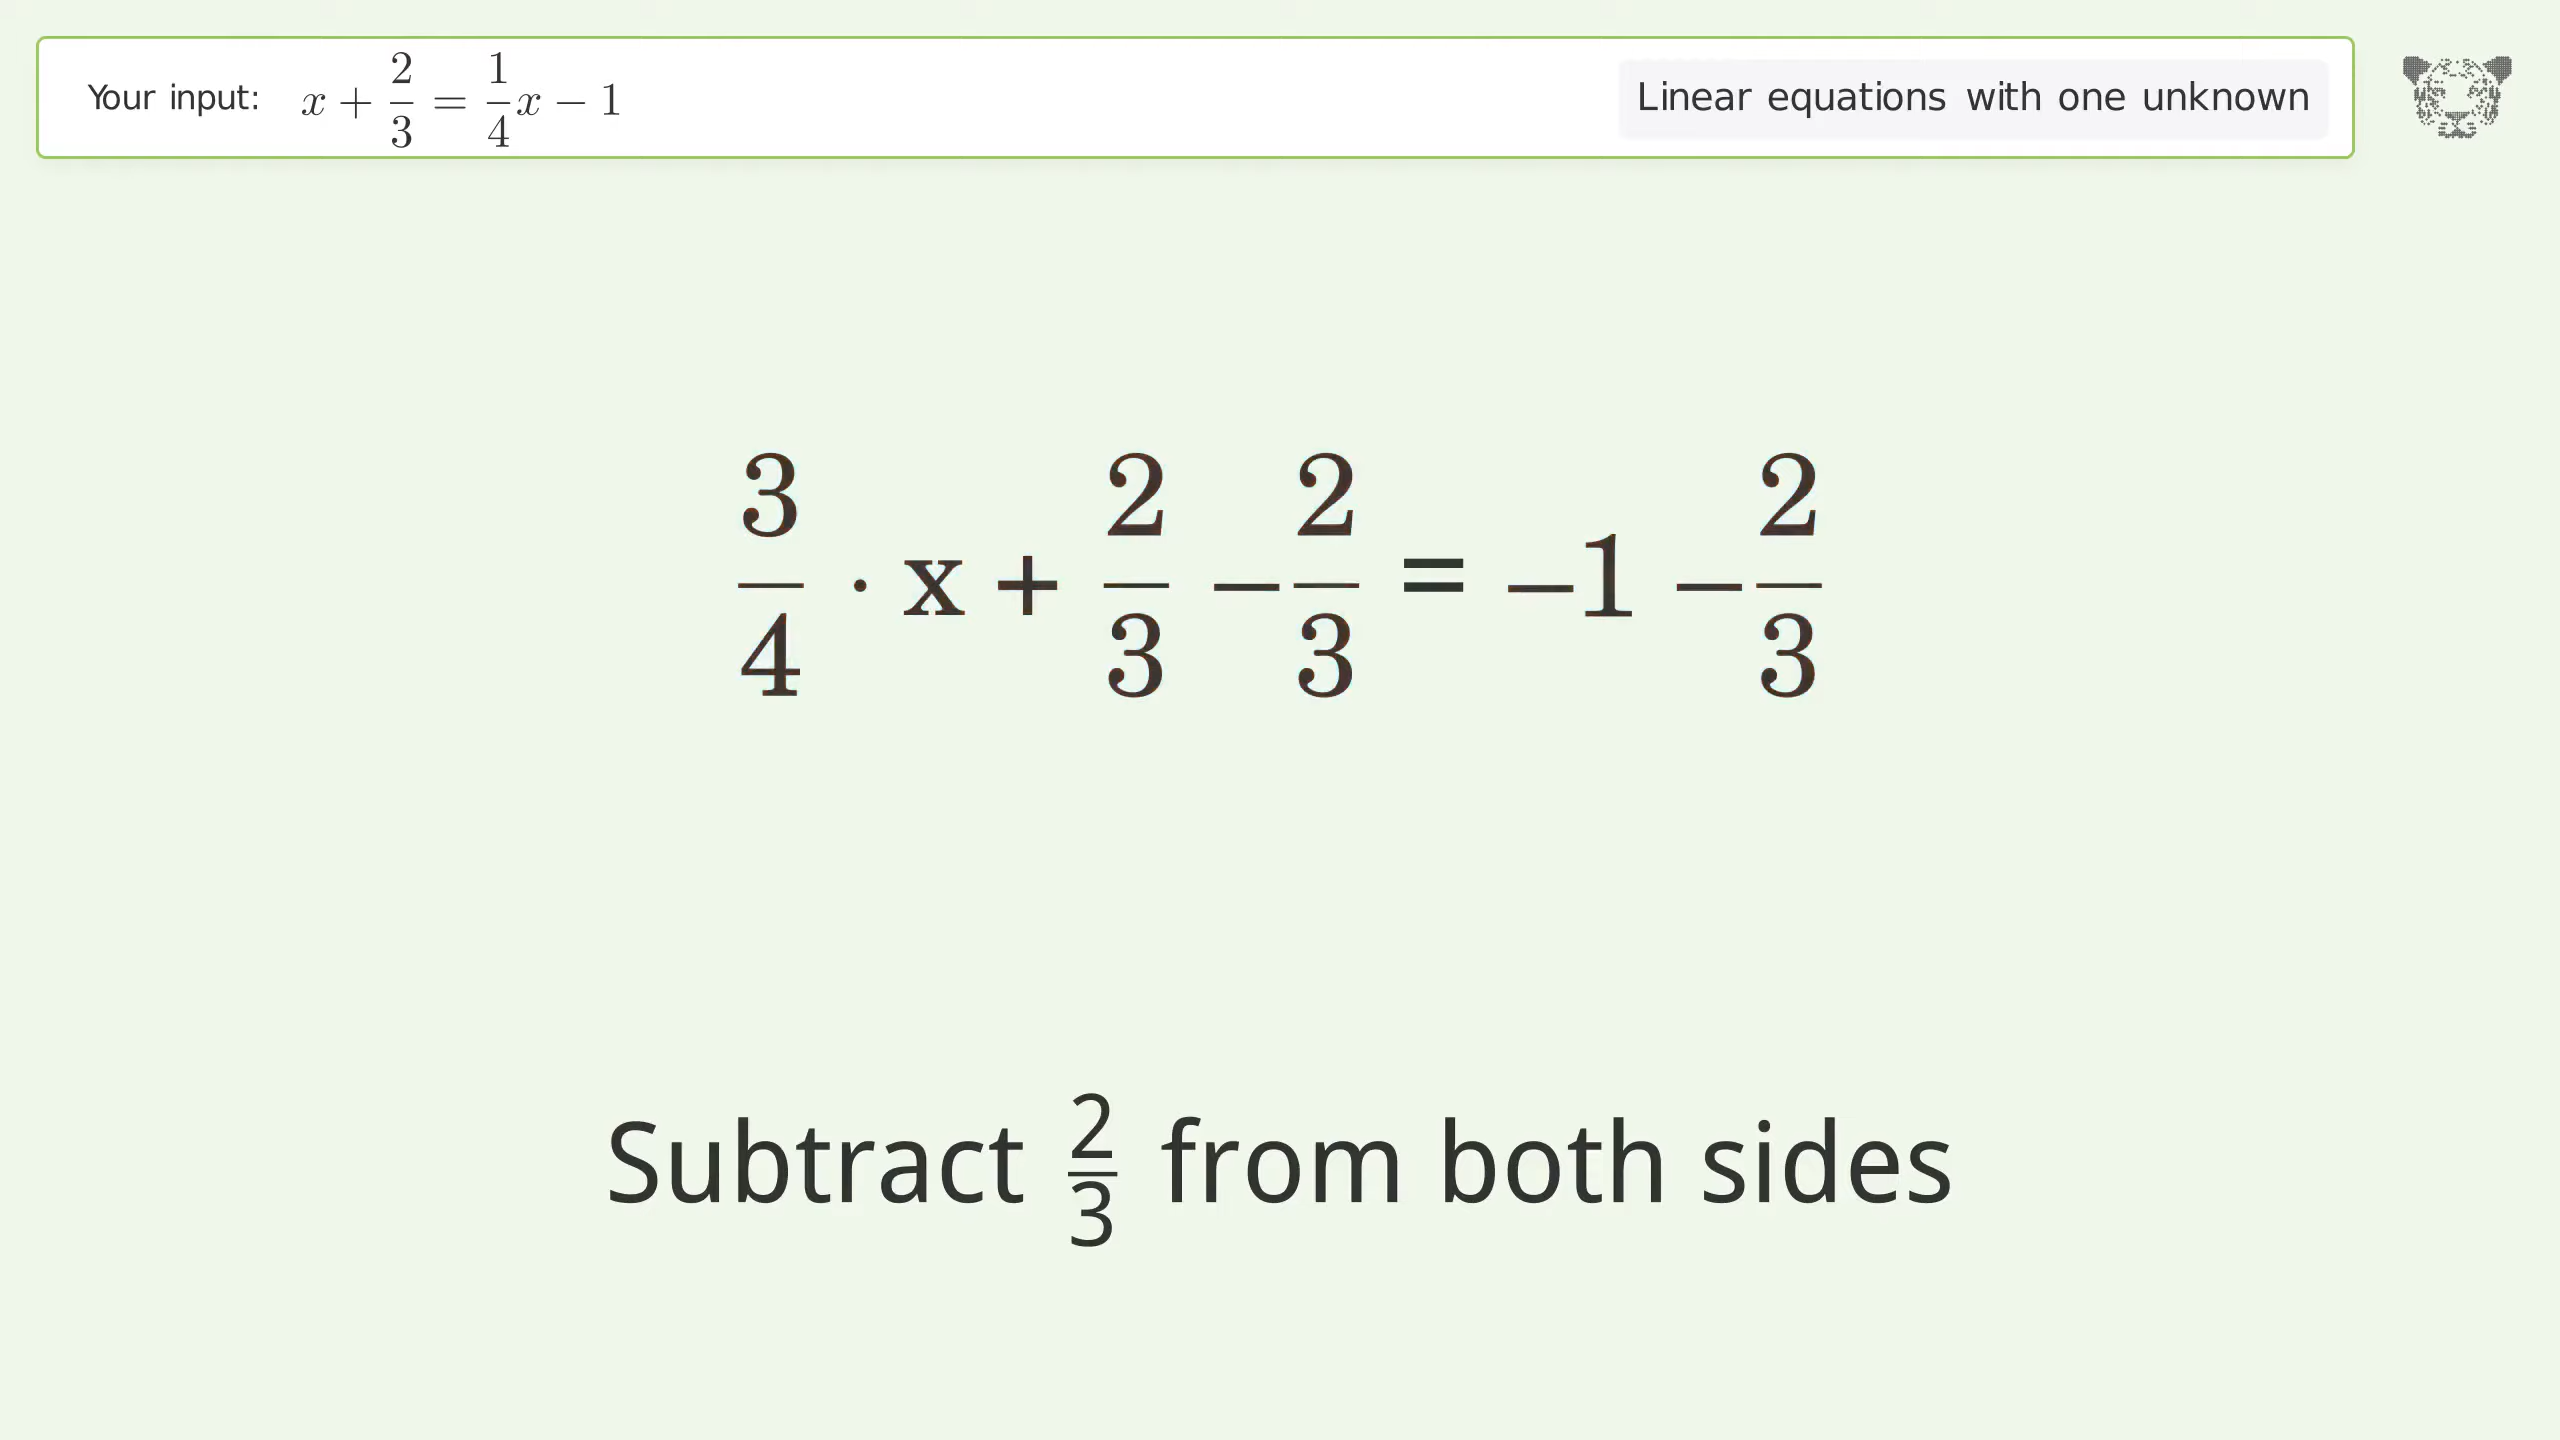 Your input: x + 2/3 = 1/4 x − 1
Linear equations with one unknown
3/4 · x + 2/3 − 2/3 = −1 − 2/3
Subtract 2/3 from both sides